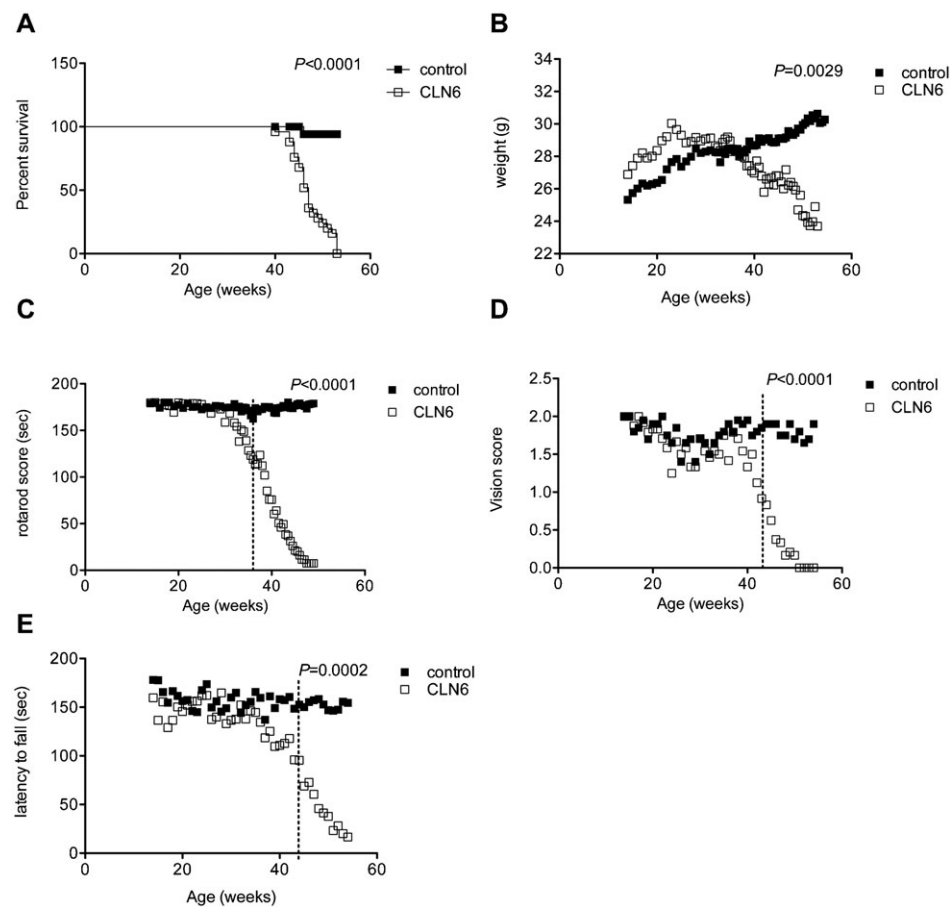 A
P<0.0001
control
CLN6
150
100
50
0
Percent survival
0 20 40 60
Age (weeks)
B
P=0.0029
control
CLN6
34
32
30
28
26
24
22
weight (g)
0 20 40 60
Age (weeks)
C
P<0.0001
control
CLN6
200
150
100
50
0
rotarod score (sec)
0 20 40 60
Age (weeks)
D
P<0.0001
control
CLN6
2.5
2.0
1.5
1.0
0.5
0.0
Vision score
0 20 40 60
Age (weeks)
E
P=0.0002
control
CLN6
200
150
100
50
0
latency to fall (sec)
0 20 40 60
Age (weeks)